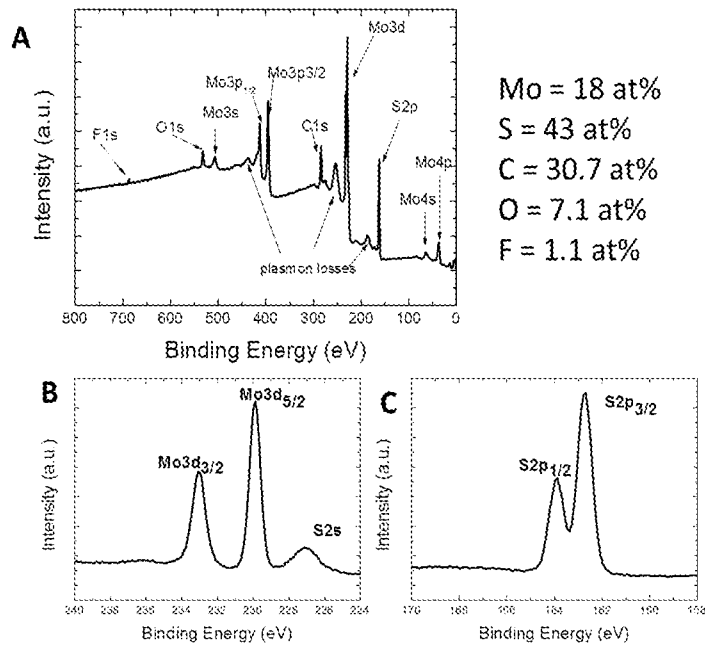 A
Mo3d
Mo3p1/2
Mo3p3/2
F1s
O1s
Mo3s
C1s
S2p
Mo4p
Mo4s
plasmon losses
Intensity (a.u.)
800 700 600 500 400 300 200 100 0
Binding Energy (eV)
Mo = 18 at%
S = 43 at%
C = 30.7 at%
O = 7.1 at%
F = 1.1 at%
B
Mo3d5/2
Mo3d3/2
S2s
Intensity (a.u.)
Binding Energy (eV)
C
S2p3/2
S2p1/2
Intensity (a.u.)
Binding Energy (eV)